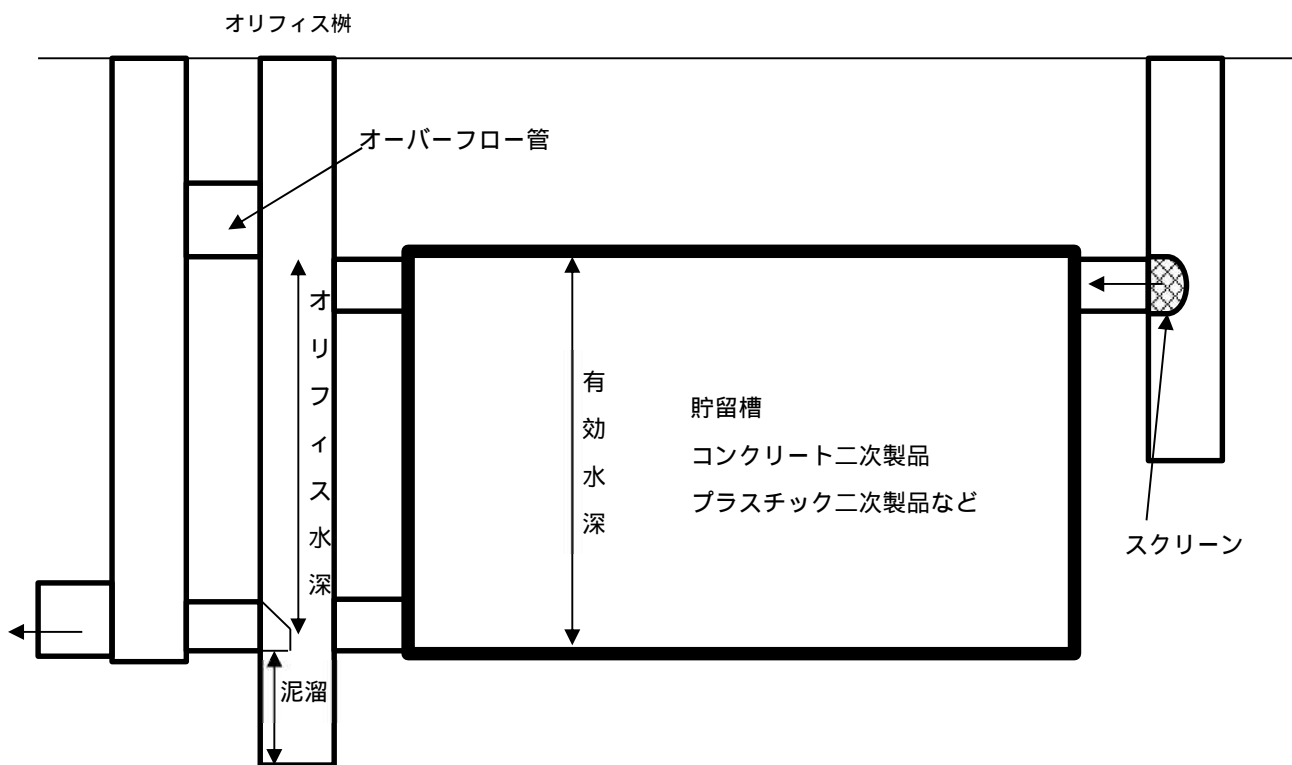 オリフィス桝
オーバーフロー管
オリフィス水深
有効水深
貯留槽
コンクリート二次製品
プラスチック二次製品など
スクリーン
泥溜